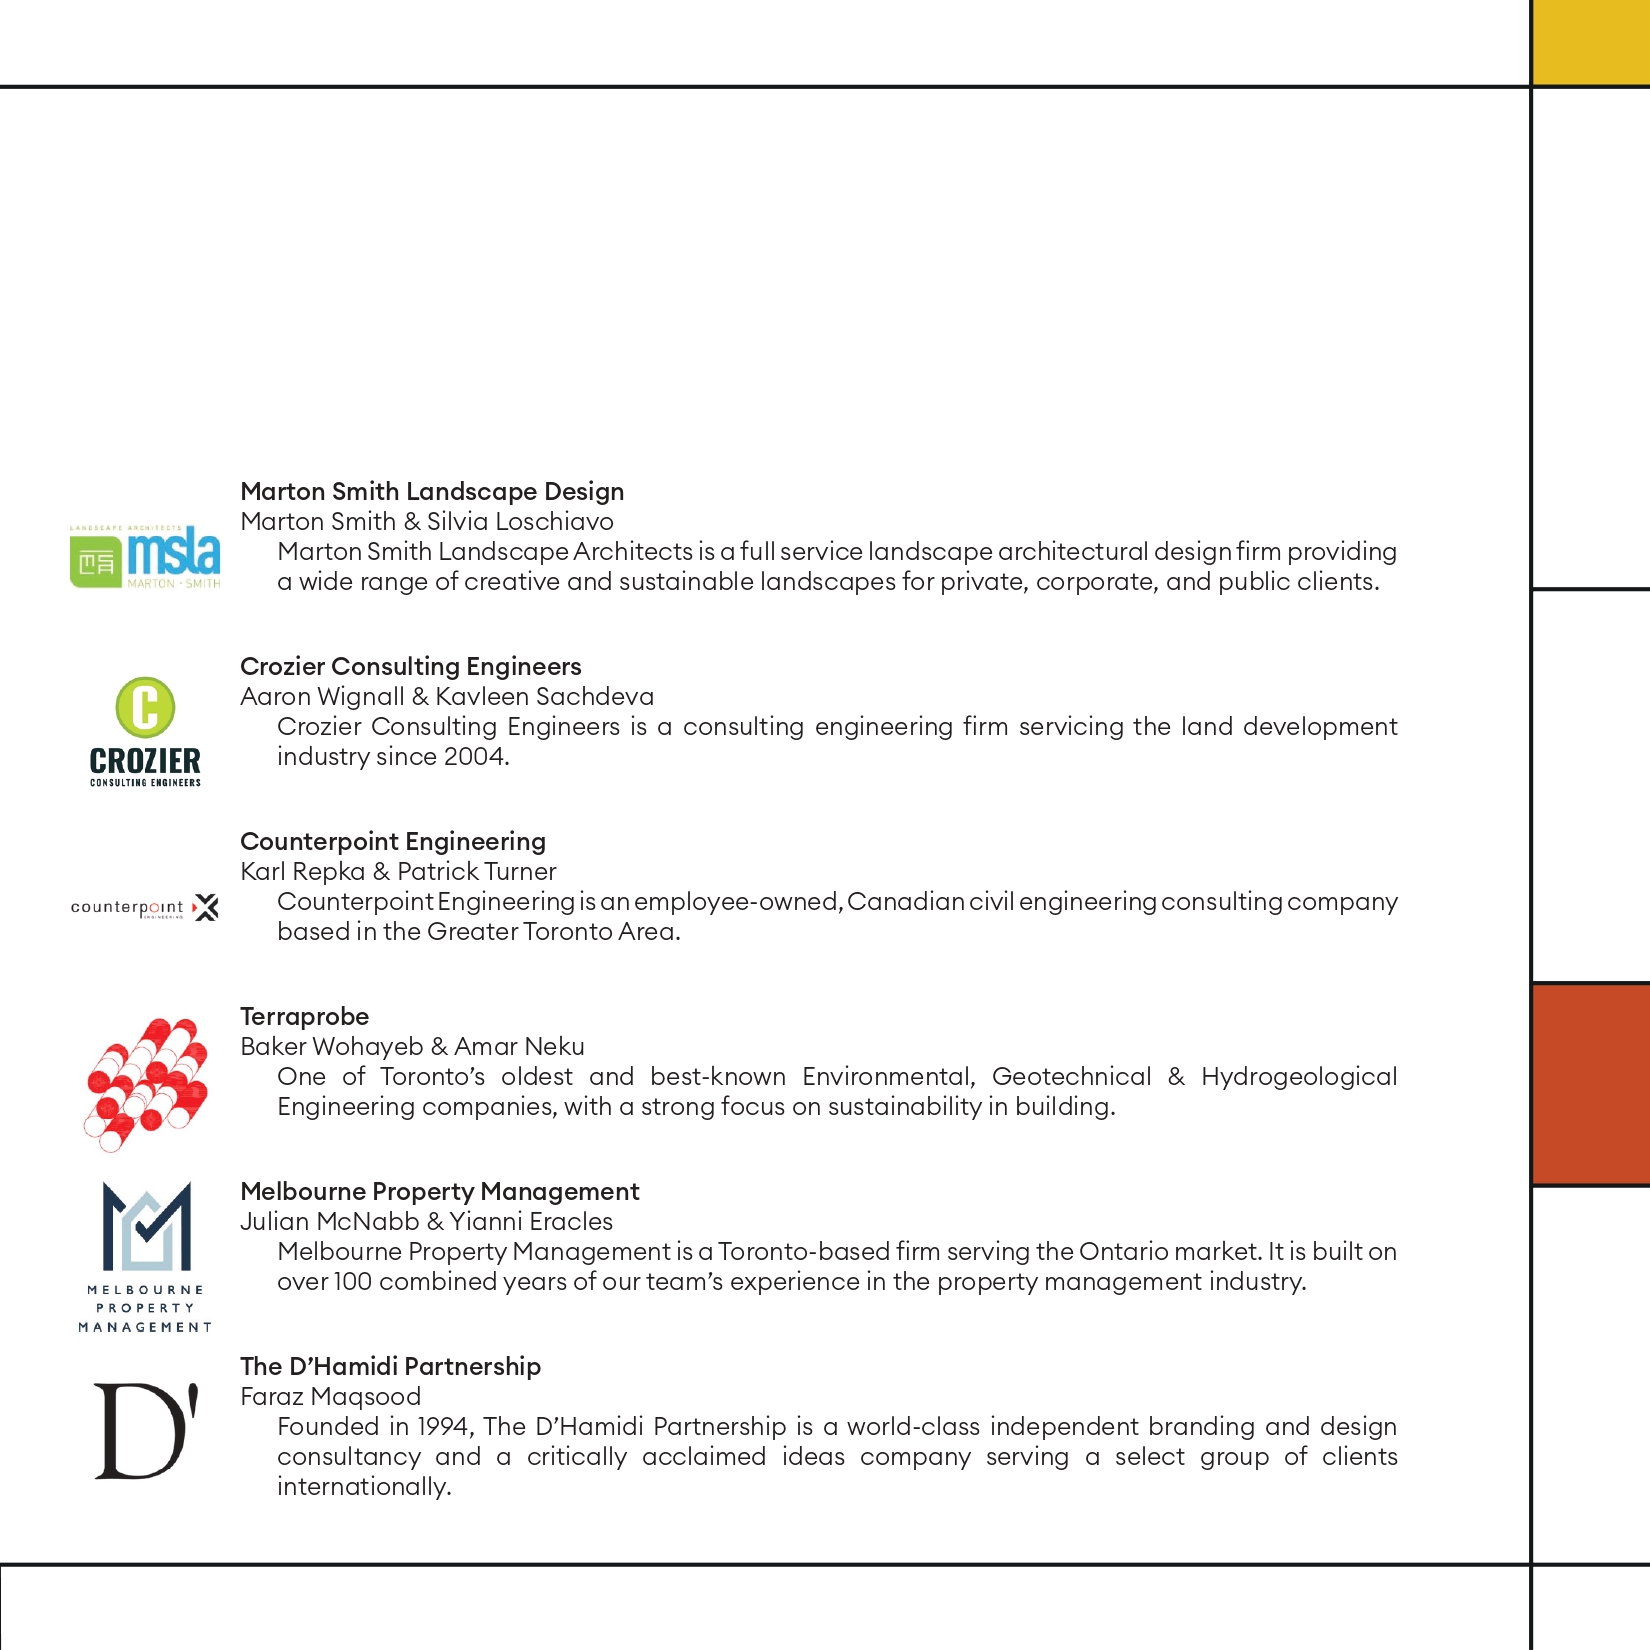 Marton Smith Landscape Design
Marton Smith & Silvia Loschiavo
Marton Smith Landscape Architects is a full service landscape architectural design firm providing
a wide range of creative and sustainable landscapes for private, corporate, and public clients.
LANDSCAPE ARCHITECTS
msla
MARTON - SMITH
Crozier Consulting Engineers
Aaron Wignall & Kavleen Sachdeva
Crozier Consulting Engineers is a consulting engineering firm servicing the land development
industry since 2004.
C
CROZIER
CONSULTING ENGINEERS
Counterpoint Engineering
Karl Repka & Patrick Turner
Counterpoint Engineering is an employee-owned, Canadian civil engineering consulting company
based in the Greater Toronto Area.
counterpoint
ENGINEERING
Terraprobe
Baker Wohayeb & Amar Neku
One of Toronto’s oldest and best-known Environmental, Geotechnical & Hydrogeological
Engineering companies, with a strong focus on sustainability in building.
Melbourne Property Management
Julian McNabb & Yianni Eracles
Melbourne Property Management is a Toronto-based firm serving the Ontario market. It is built on
over 100 combined years of our team’s experience in the property management industry.
MELBOURNE
PROPERTY
MANAGEMENT
The D’Hamidi Partnership
Faraz Maqsood
Founded in 1994, The D’Hamidi Partnership is a world-class independent branding and design
consultancy and a critically acclaimed ideas company serving a select group of clients
internationally.
D'